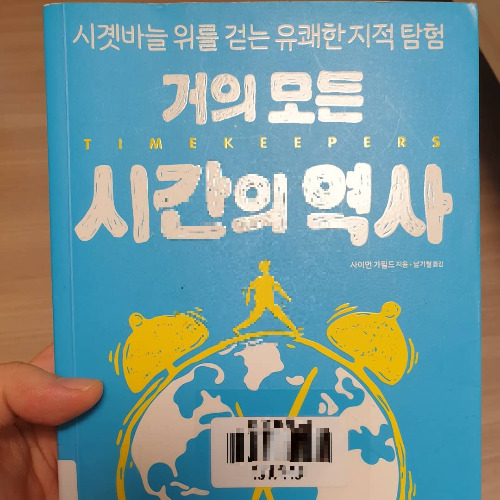 시곗바늘 위를 걷는 유쾌한 지적 탐험
거의 모든
TIMEKEEPERS
시간의 역사
사이먼 가필드 지음 · 남기철 옮김